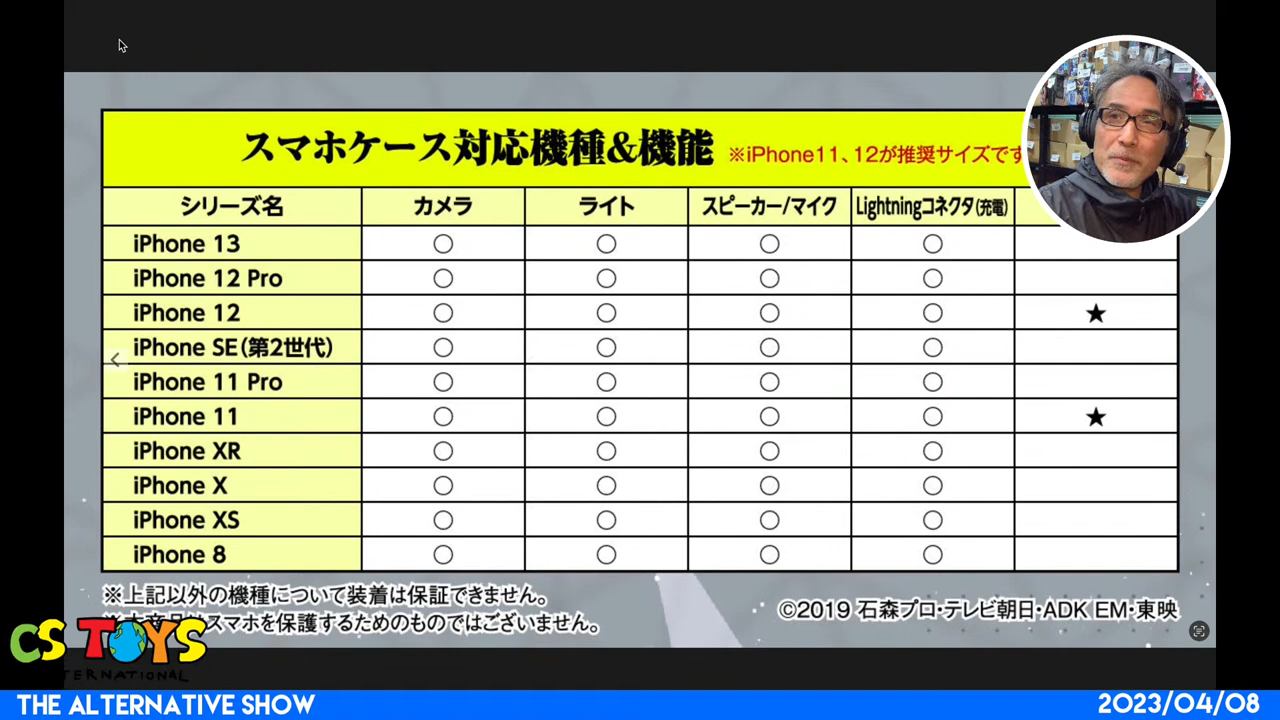 スマホケース対応機種&機能 ※iPhone11、12が推奨サイズです
シリーズ名 カメラ ライト スピーカー/マイク Lightningコネクタ(充電)
iPhone 13 ○ ○ ○ ○
iPhone 12 Pro ○ ○ ○ ○
iPhone 12 ○ ○ ○ ○ ★
iPhone SE(第2世代) ○ ○ ○ ○
iPhone 11 Pro ○ ○ ○ ○
iPhone 11 ○ ○ ○ ○ ★
iPhone XR ○ ○ ○ ○
iPhone X ○ ○ ○ ○
iPhone XS ○ ○ ○ ○
iPhone 8 ○ ○ ○ ○
※上記以外の機種について装着は保証できません。
スマホを保護するためのものではございません。
©2019 石森プロ・テレビ朝日・ADK EM・東映
CS TOYS
INTERNATIONAL
THE ALTERNATIVE SHOW
2023/04/08